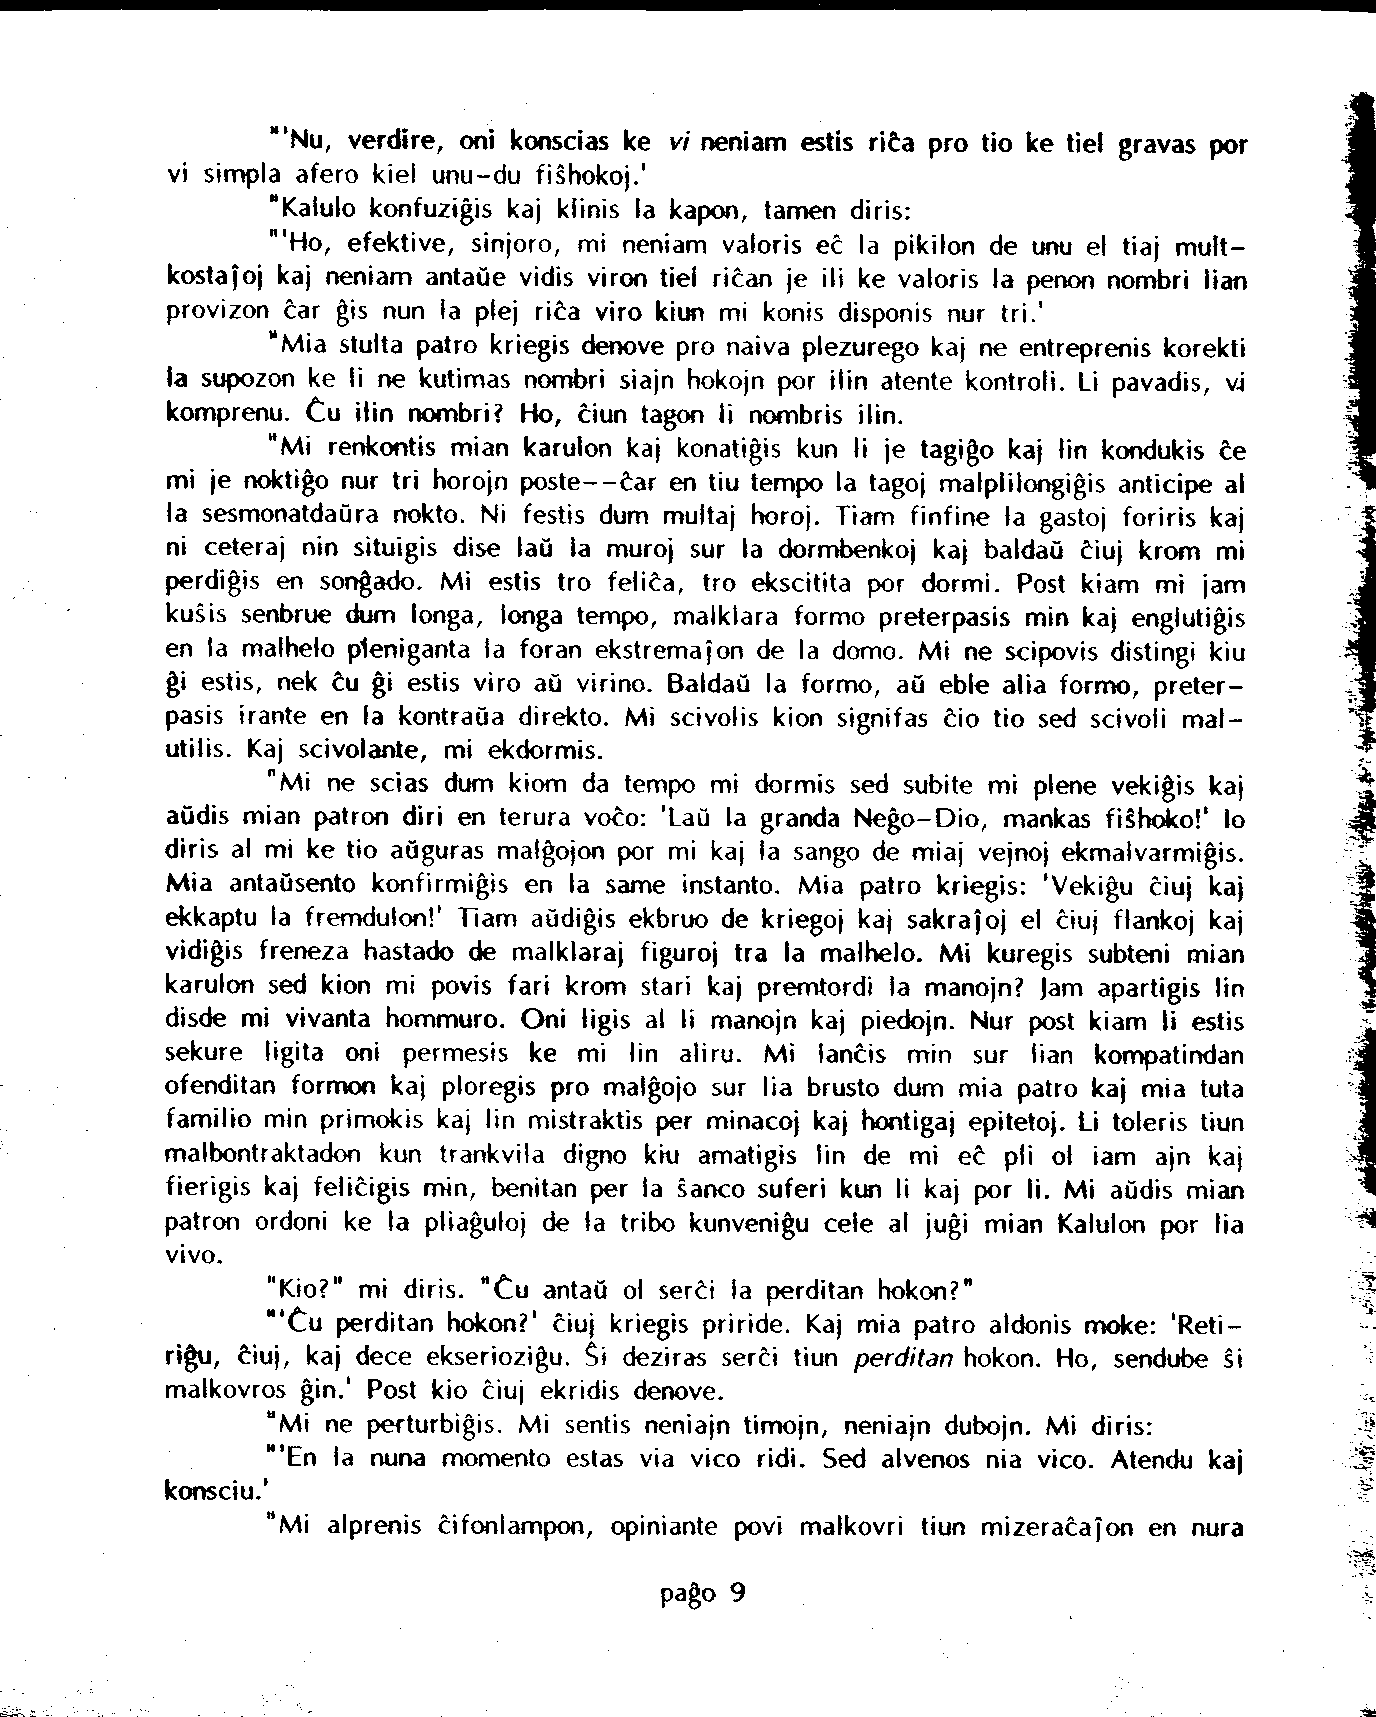 "'Nu, verdire, oni konscias ke vi neniam estis riĉa pro tio ke tiel gravas por
vi simpla afero kiel unu-du fiŝhokoj.'
"Kalulo konfuziĝis kaj klinis la kapon, tamen diris:
"'Ho, efektive, sinjoro, mi neniam valoris eĉ la pikilon de unu el tiaj mult-
kostaĵoj kaj neniam antaŭe vidis viron tiel riĉan je ili ke valoris la penon nombri lian
provizon ĉar ĝis nun la plej riĉa viro kiun mi konis disponis nur tri.'
"Mia stulta patro kriegis denove pro naiva plezurego kaj ne entreprenis korekti
la supozon ke li ne kutimas nombri siajn hokojn por ilin atente kontroli. Li pavadis, vi
komprenu. Ĉu ilin nombri? Ho, ĉiun tagon li nombris ilin.
"Mi renkontis mian karulon kaj konatiĝis kun li je tagiĝo kaj lin kondukis ĉe
mi je noktiĝo nur tri horojn poste--ĉar en tiu tempo la tagoj malplilongiĝis anticipe al
la sesmonatdaŭra nokto. Ni festis dum multaj horoj. Tiam finfine la gastoj foriris kaj
ni ceteraj nin situigis dise laŭ la muroj sur la dormbenkoj kaj baldaŭ ĉiuj krom mi
perdiĝis en sonĝado. Mi estis tro feliĉa, tro ekscitita por dormi. Post kiam mi jam
kuŝis senbrue dum longa, longa tempo, malklara formo preterpasis min kaj englutiĝis
en la malhelo pleniganta la foran ekstremaĵon de la domo. Mi ne scipovis distingi kiu
ĝi estis, nek ĉu ĝi estis viro aŭ virino. Baldaŭ la formo, aŭ eble alia formo, preter-
pasis irante en la kontraŭa direkto. Mi scivolis kion signifas ĉio tio sed scivoli mal-
utilis. Kaj scivolante, mi ekdormis.
"Mi ne scias dum kiom da tempo mi dormis sed subite mi plene vekiĝis kaj
aŭdis mian patron diri en terura voĉo: 'Laŭ la granda Neĝo-Dio, mankas fiŝhoko!' Io
diris al mi ke tio aŭguras malĝojon por mi kaj la sango de miaj vejnoj ekmalvarmiĝis.
Mia antaŭsento konfirmiĝis en la same instanto. Mia patro kriegis: 'Vekiĝu ĉiuj kaj
ekkaptu la fremdulon!' Tiam aŭdiĝis ekbruo de kriegoj kaj sakraĵoj el ĉiuj flankoj kaj
vidiĝis freneza hastado de malklaraj figuroj tra la malhelo. Mi kuregis subteni mian
karulon sed kion mi povis fari krom stari kaj premtordi la manojn? Jam apartigis lin
disde mi vivanta hommuro. Oni ligis al li manojn kaj piedojn. Nur post kiam li estis
sekure ligita oni permesis ke mi lin aliru. Mi lanĉis min sur lian kompatindan
ofenditan formon kaj ploregis pro malĝojo sur lia brusto dum mia patro kaj mia tuta
familio min primokis kaj lin mistraktis per minacoj kaj hontigaj epitetoj. Li toleris tiun
malbontraktadon kun trankvila digno kiu amatigis lin de mi eĉ pli ol iam ajn kaj
fierigis kaj feliĉigis min, benitan per la ŝanco suferi kun li kaj por li. Mi aŭdis mian
patron ordoni ke la pliaĝuloj de la tribo kunveniĝu cele al juĝi mian Kalulon por lia
vivo.
"Kio?" mi diris. "Ĉu antaŭ ol serĉi la perditan hokon?"
"'Ĉu perditan hokon?' ĉiuj kriegis priride. Kaj mia patro aldonis moke: 'Reti-
riĝu, ĉiuj, kaj dece ekserioziĝu. Ŝi deziras serĉi tiun perditan hokon. Ho, sendube ŝi
malkovros ĝin.' Post kio ĉiuj ekridis denove.
"Mi ne perturbiĝis. Mi sentis neniajn timojn, neniajn dubojn. Mi diris:
"'En la nuna momento estas via vico ridi. Sed alvenos nia vico. Atendu kaj
konsciu.'
"Mi alprenis ĉifonlampon, opiniante povi malkovri tiun mizeraĉaĵon en nura
paĝo 9